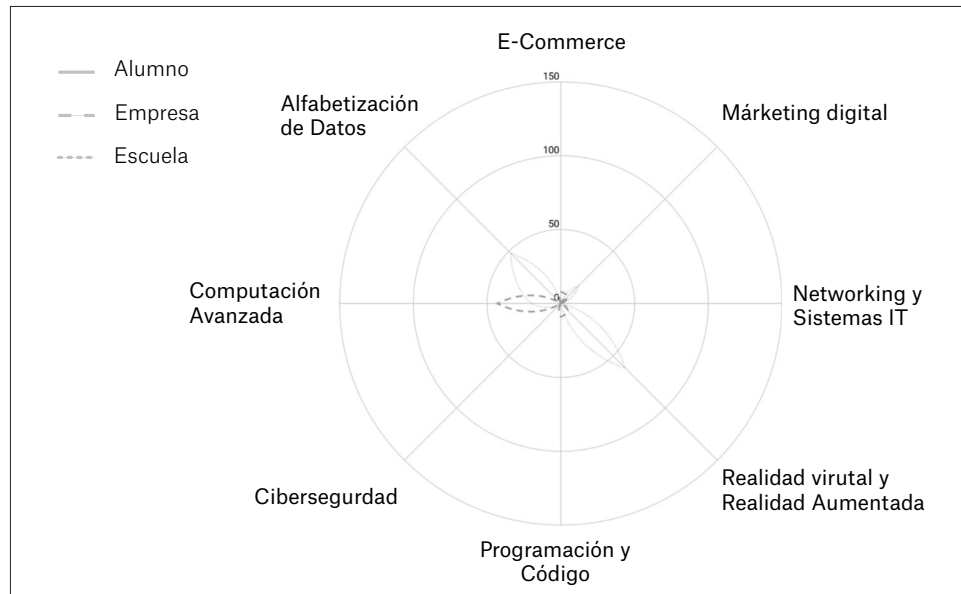 E-Commerce
Alumno
Empresa
Escuela
Alfabetización
de Datos
Márketing digital
150
100
50
0
Computación
Avanzada
Networking y
Sistemas IT
Cibersegurdad
Realidad virutal y
Realidad Aumentada
Programación y
Código